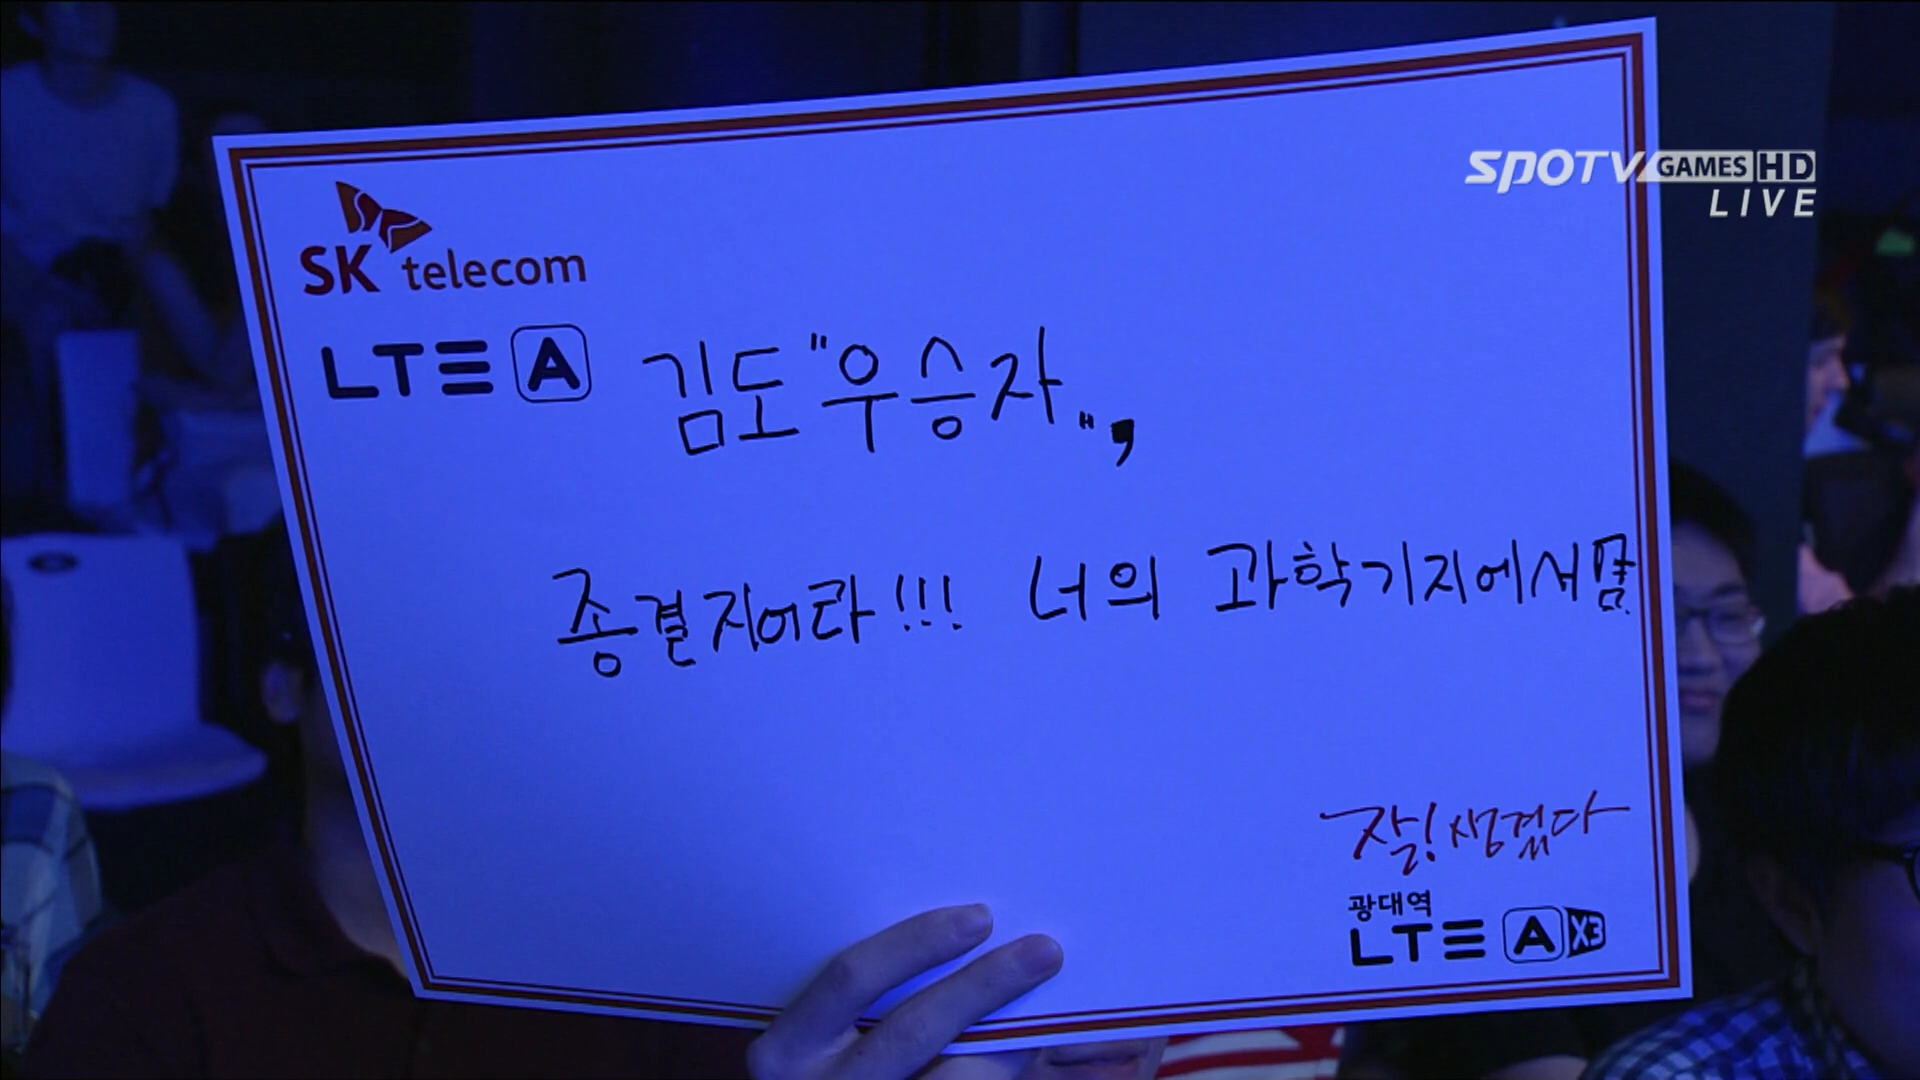 SPOTV GAMES HD
LIVE
SK telecom
LTE A
김도"우승자",
종결지어라!!! 너의 과학기지에서
잘! 생겼다
광대역
LTE A X3